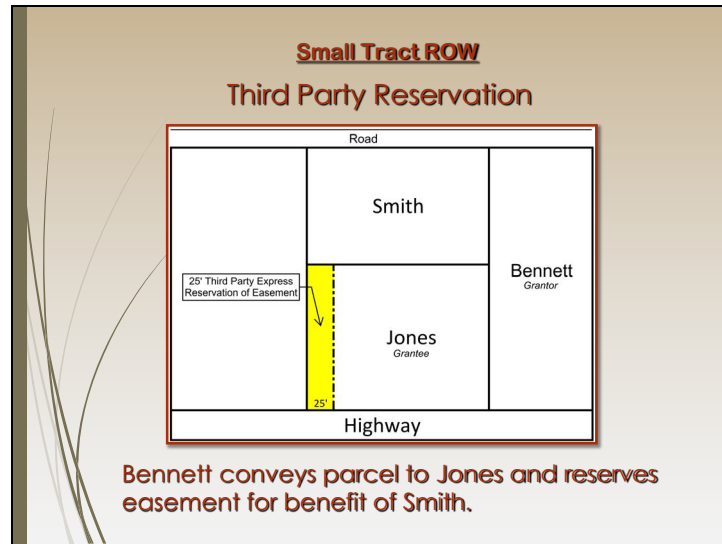 Small Tract ROW
Third Party Reservation
Road
Smith
Bennett
Grantor
25' Third Party Express
Reservation of Easement
Jones
Grantee
25'
Highway
Bennett conveys parcel to Jones and reserves
easement for benefit of Smith.